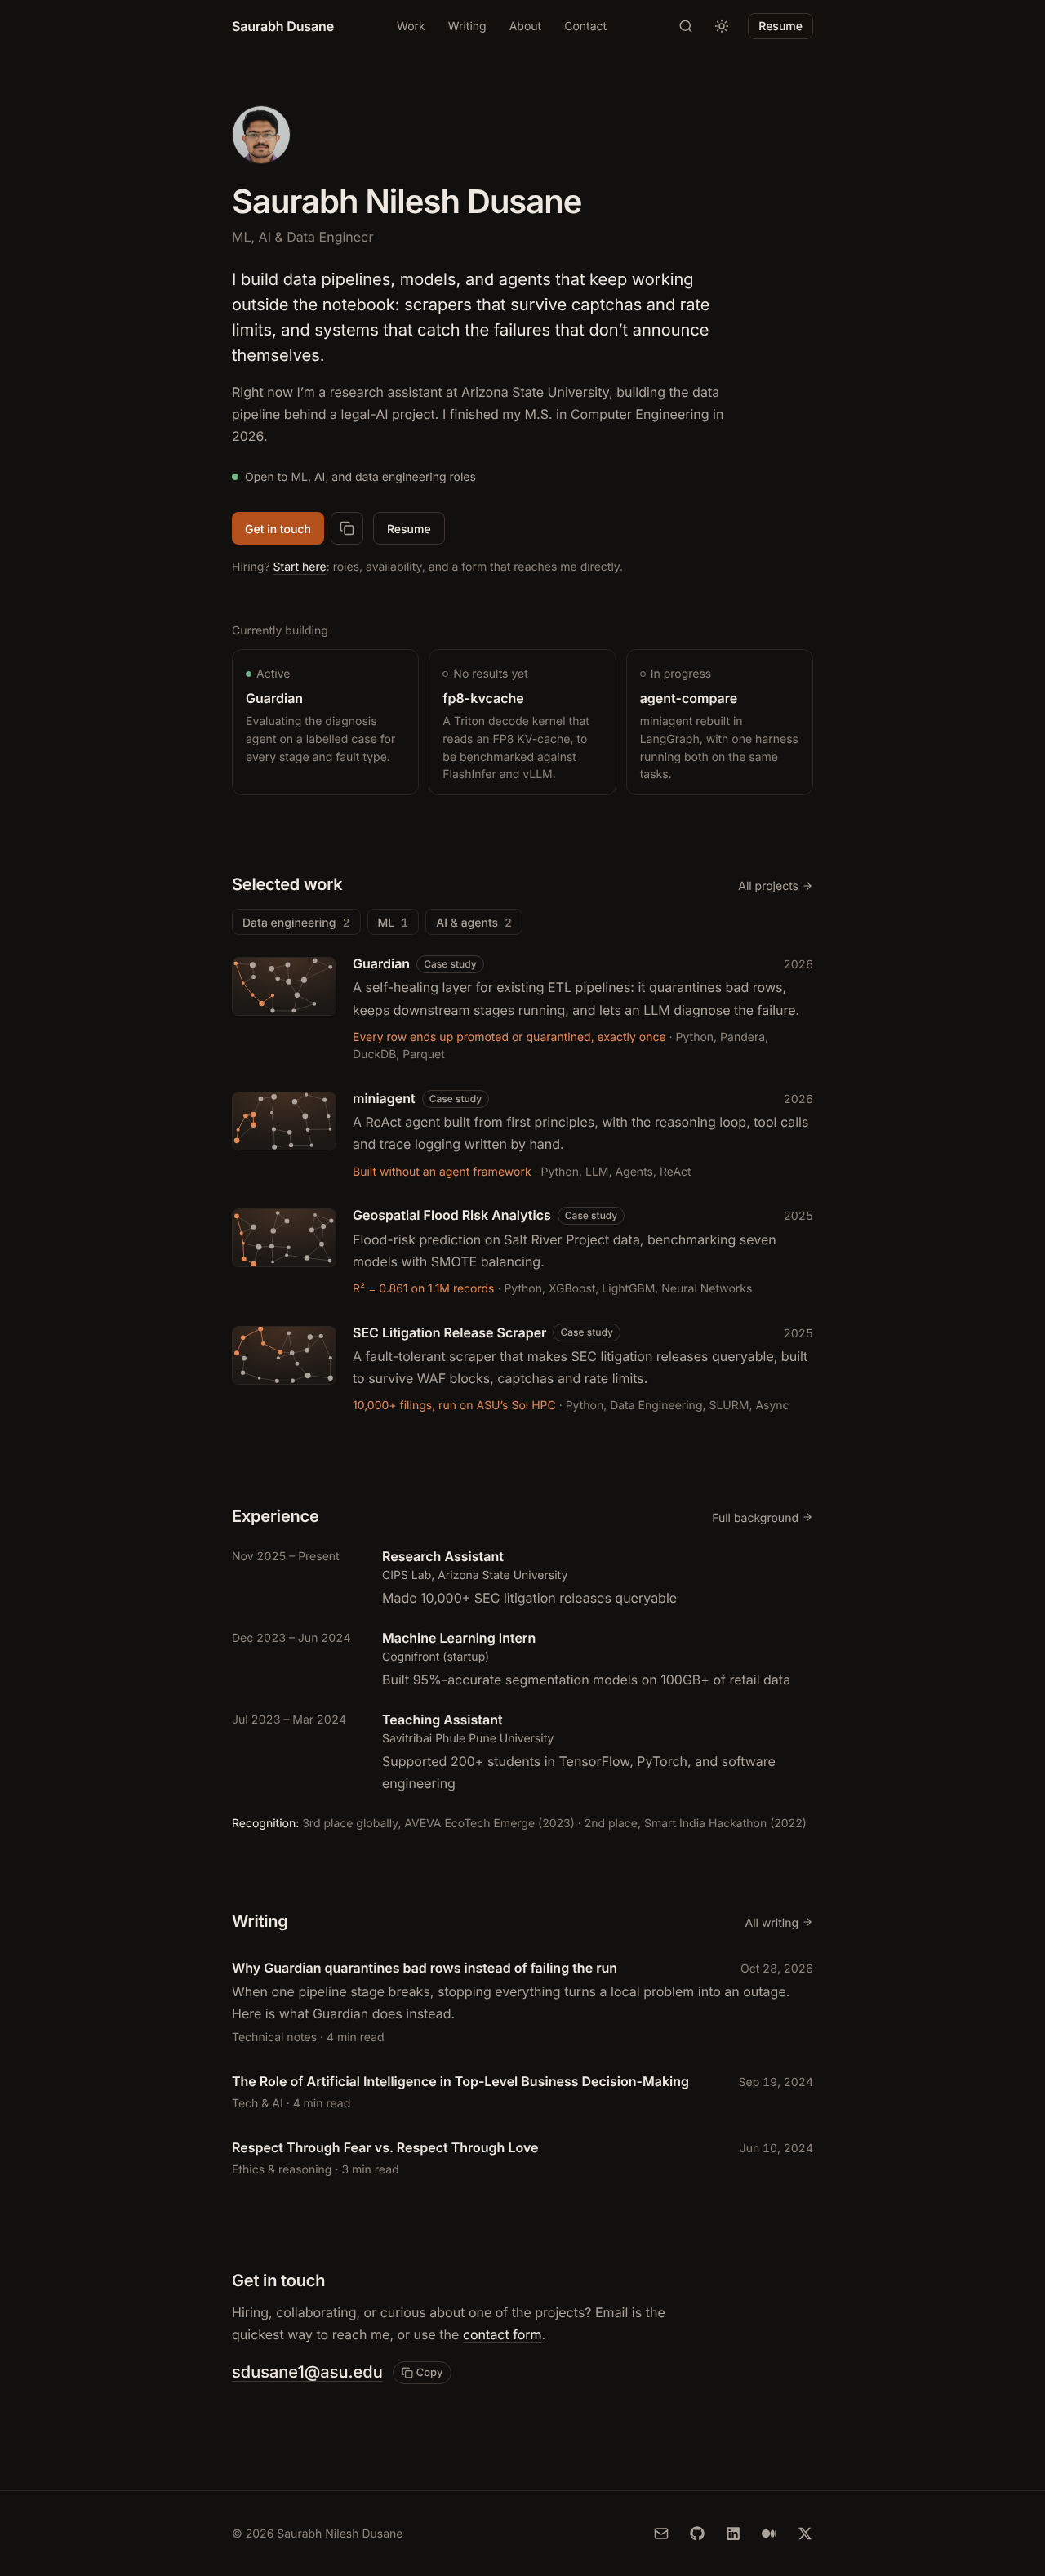 Saurabh Dusane
Work
Writing
About
Contact
Resume
Saurabh Nilesh Dusane
ML, AI & Data Engineer
I build data pipelines, models, and agents that keep working
outside the notebook: scrapers that survive captchas and rate
limits, and systems that catch the failures that don’t announce
themselves.
Right now I’m a research assistant at Arizona State University, building the data
pipeline behind a legal-AI project. I finished my M.S. in Computer Engineering in
2026.
Open to ML, AI, and data engineering roles
Get in touch
Resume
Hiring? Start here: roles, availability, and a form that reaches me directly.
Currently building
Active
Guardian
Evaluating the diagnosis
agent on a labelled case for
every stage and fault type.
No results yet
fp8-kvcache
A Triton decode kernel that
reads an FP8 KV-cache, to
be benchmarked against
FlashInfer and vLLM.
In progress
agent-compare
miniagent rebuilt in
LangGraph, with one harness
running both on the same
tasks.
Selected work
All projects →
Data engineering 2
ML 1
AI & agents 2
Guardian Case study 2026
A self-healing layer for existing ETL pipelines: it quarantines bad rows,
keeps downstream stages running, and lets an LLM diagnose the failure.
Every row ends up promoted or quarantined, exactly once · Python, Pandera,
DuckDB, Parquet
miniagent Case study 2026
A ReAct agent built from first principles, with the reasoning loop, tool calls
and trace logging written by hand.
Built without an agent framework · Python, LLM, Agents, ReAct
Geospatial Flood Risk Analytics Case study 2025
Flood-risk prediction on Salt River Project data, benchmarking seven
models with SMOTE balancing.
R² = 0.861 on 1.1M records · Python, XGBoost, LightGBM, Neural Networks
SEC Litigation Release Scraper Case study 2025
A fault-tolerant scraper that makes SEC litigation releases queryable, built
to survive WAF blocks, captchas and rate limits.
10,000+ filings, run on ASU’s Sol HPC · Python, Data Engineering, SLURM, Async
Experience
Full background →
Nov 2025 – Present
Research Assistant
CIPS Lab, Arizona State University
Made 10,000+ SEC litigation releases queryable
Dec 2023 – Jun 2024
Machine Learning Intern
Cognifront (startup)
Built 95%-accurate segmentation models on 100GB+ of retail data
Jul 2023 – Mar 2024
Teaching Assistant
Savitribai Phule Pune University
Supported 200+ students in TensorFlow, PyTorch, and software
engineering
Recognition: 3rd place globally, AVEVA EcoTech Emerge (2023) · 2nd place, Smart India Hackathon (2022)
Writing
All writing →
Why Guardian quarantines bad rows instead of failing the run Oct 28, 2026
When one pipeline stage breaks, stopping everything turns a local problem into an outage.
Here is what Guardian does instead.
Technical notes · 4 min read
The Role of Artificial Intelligence in Top-Level Business Decision-Making Sep 19, 2024
Tech & AI · 4 min read
Respect Through Fear vs. Respect Through Love Jun 10, 2024
Ethics & reasoning · 3 min read
Get in touch
Hiring, collaborating, or curious about one of the projects? Email is the
quickest way to reach me, or use the contact form.
sdusane1@asu.edu
Copy
© 2026 Saurabh Nilesh Dusane